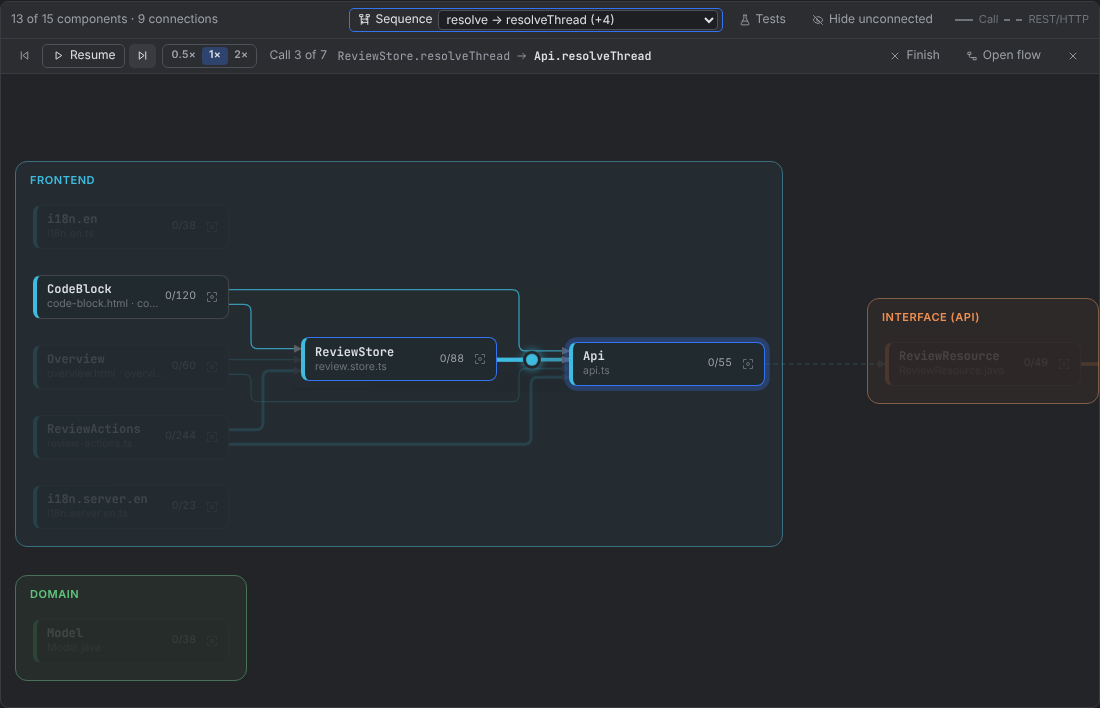 13 of 15 components · 9 connections
Sequence
resolve → resolveThread (+4)
Tests
Hide unconnected
Call
REST/HTTP
Resume
0.5×
1×
2×
Call 3 of 7
ReviewStore.resolveThread → Api.resolveThread
Finish
Open flow
FRONTEND
i18n.en
0/38
i18n.en.ts
CodeBlock
0/120
code-block.html · co...
Overview
0/60
overview.html · overvi...
ReviewStore
0/88
review.store.ts
Api
0/55
api.ts
ReviewActions
0/244
review-actions.ts
i18n.server.en
0/23
i18n.server.en.ts
INTERFACE (API)
ReviewResource
0/49
ReviewResource.java
DOMAIN
Model
0/38
Model.java